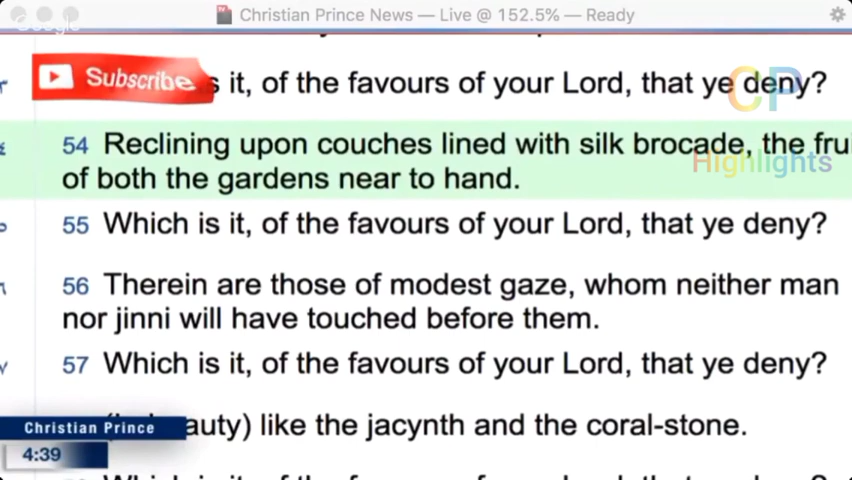 Christian Prince News — Live @ 152.5% — Ready
Google
Subscribe
is it, of the favours of your Lord, that ye deny?
CP
Highlights
54 Reclining upon couches lined with silk brocade, the fru
of both the gardens near to hand.
55 Which is it, of the favours of your Lord, that ye deny?
56 Therein are those of modest gaze, whom neither man
nor jinni will have touched before them.
57 Which is it, of the favours of your Lord, that ye deny?
like the jacynth and the coral-stone.
Christian Prince
4:39